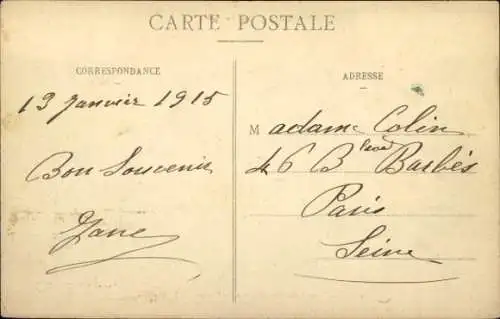 CARTE POSTALE
CORRESPONDANCE
13 Janvier 1915
Bon Souvenir
Jane
ADRESSE
Madame Colin
46 Bd Barbès
Paris
Seine